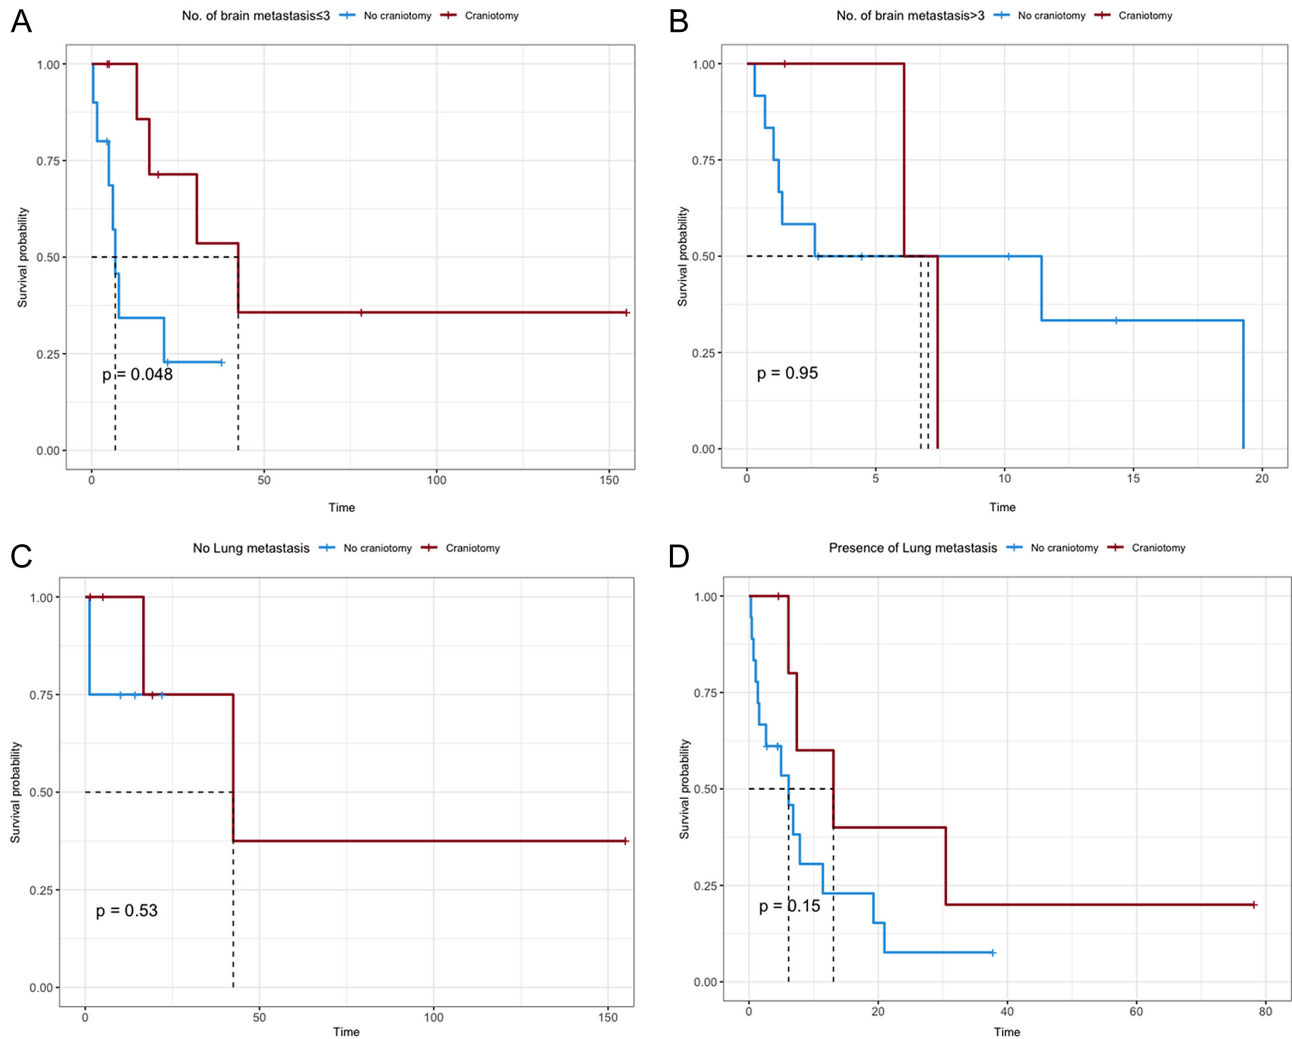 A
No. of brain metastasis≤3 No craniotomy Craniotomy
1.00
0.75
0.50
0.25
0.00
Survival probability
p = 0.048
0 50 100 150
Time
B
No. of brain metastasis>3 No craniotomy Craniotomy
1.00
0.75
0.50
0.25
0.00
Survival probability
p = 0.95
0 5 10 15 20
Time
C
No Lung metastasis No craniotomy Craniotomy
1.00
0.75
0.50
0.25
0.00
Survival probability
p = 0.53
0 50 100 150
Time
D
Presence of Lung metastasis No craniotomy Craniotomy
1.00
0.75
0.50
0.25
0.00
Survival probability
p = 0.15
0 20 40 60 80
Time